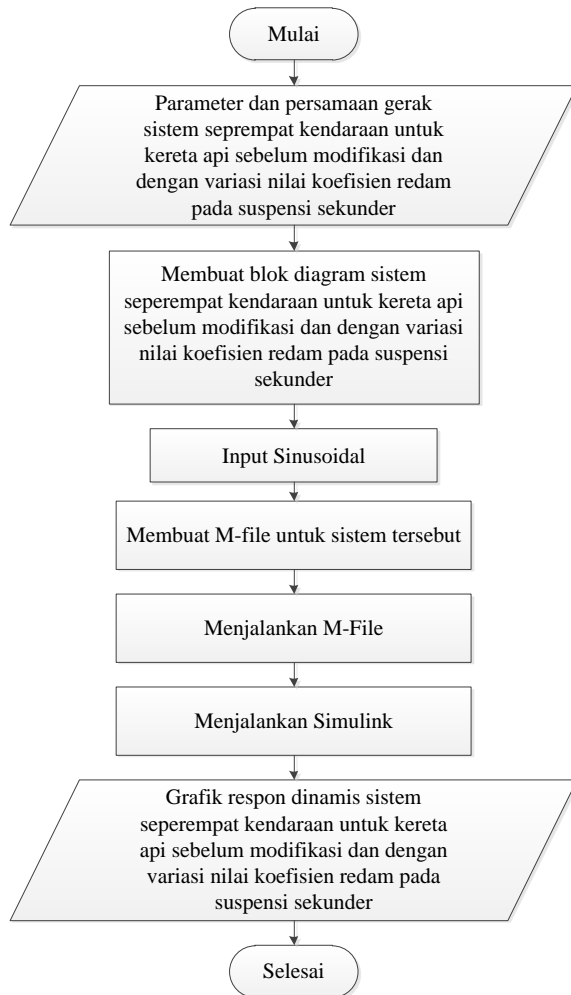 Mulai
Parameter dan persamaan gerak
sistem seprempat kendaraan untuk
kereta api sebelum modifikasi dan
dengan variasi nilai koefisien redam
pada suspensi sekunder
Membuat blok diagram sistem
seperempat kendaraan untuk kereta api
sebelum modifikasi dan dengan variasi
nilai koefisien redam pada suspensi
sekunder
Input Sinusoidal
Membuat M-file untuk sistem tersebut
Menjalankan M-File
Menjalankan Simulink
Grafik respon dinamis sistem
seperempat kendaraan untuk kereta
api sebelum modifikasi dan dengan
variasi nilai koefisien redam pada
suspensi sekunder
Selesai